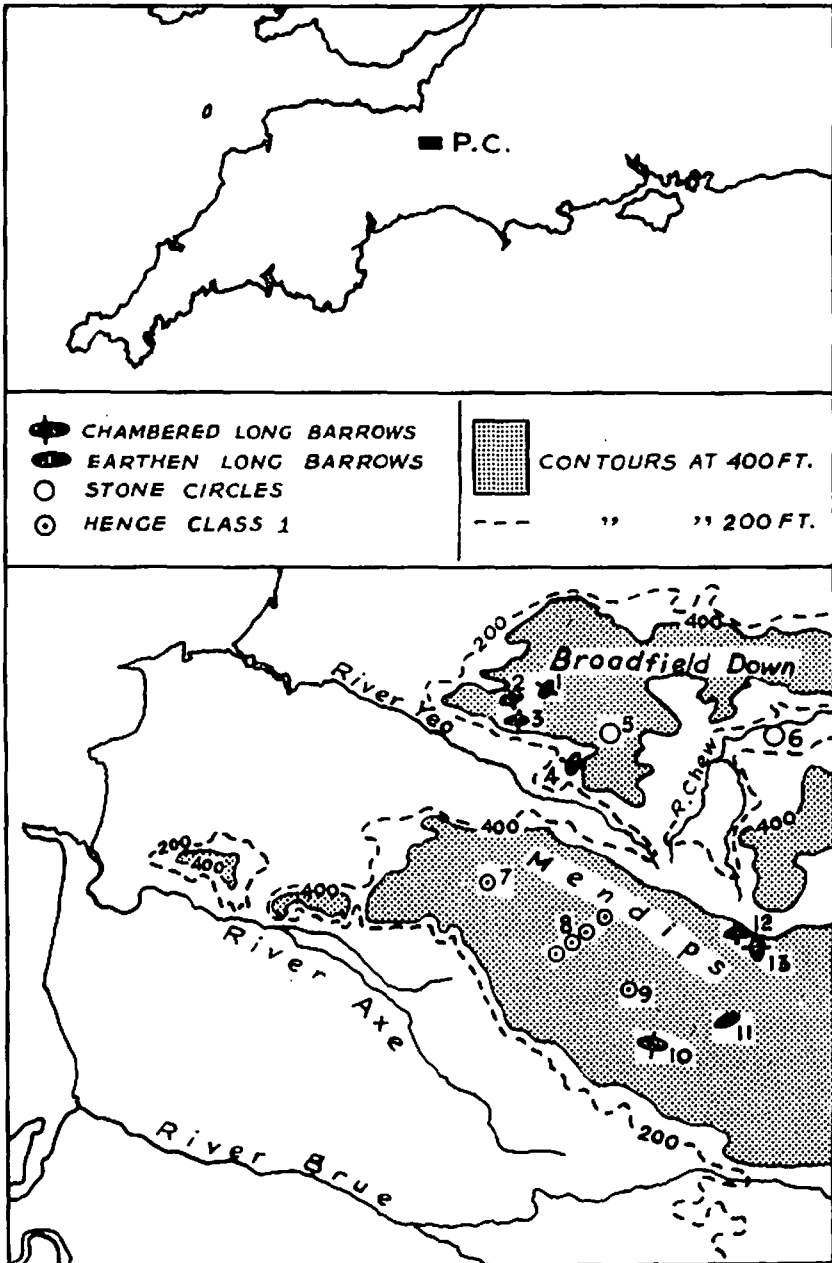 P.C.
CHAMBERED LONG BARROWS
EARTHEN LONG BARROWS
STONE CIRCLES
HENGE CLASS 1
CONTOURS AT 400 FT.
" " 200 FT.
200
400
Broadfield Down
2
1
3
River Yeo
5
6
4
R. Chew
400
400
200
400
400
7
Mendips
8
12
13
9
11
10
River Axe
200
River Brue